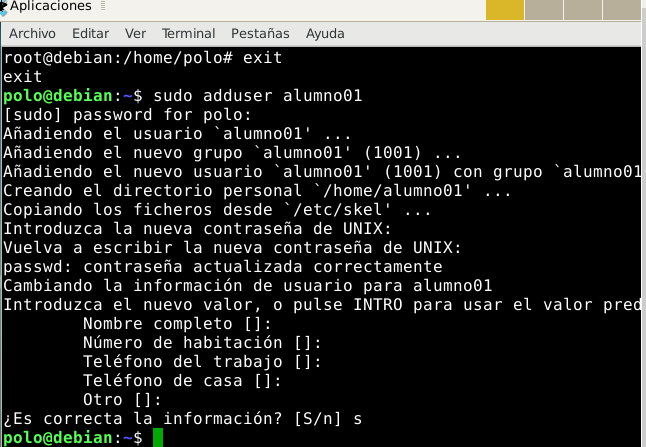 Aplicaciones
Archivo Editar Ver Terminal Pestañas Ayuda
root@debian:/home/polo# exit
exit
polo@debian:~$ sudo adduser alumno01
[sudo] password for polo:
Añadiendo el usuario `alumno01' ...
Añadiendo el nuevo grupo `alumno01' (1001) ...
Añadiendo el nuevo usuario `alumno01' (1001) con grupo `alumno01
Creando el directorio personal `/home/alumno01' ...
Copiando los ficheros desde `/etc/skel' ...
Introduzca la nueva contraseña de UNIX:
Vuelva a escribir la nueva contraseña de UNIX:
passwd: contraseña actualizada correctamente
Cambiando la información de usuario para alumno01
Introduzca el nuevo valor, o pulse INTRO para usar el valor pred
Nombre completo []:
Número de habitación []:
Teléfono del trabajo []:
Teléfono de casa []:
Otro []:
¿Es correcta la información? [S/n] s
polo@debian:~$